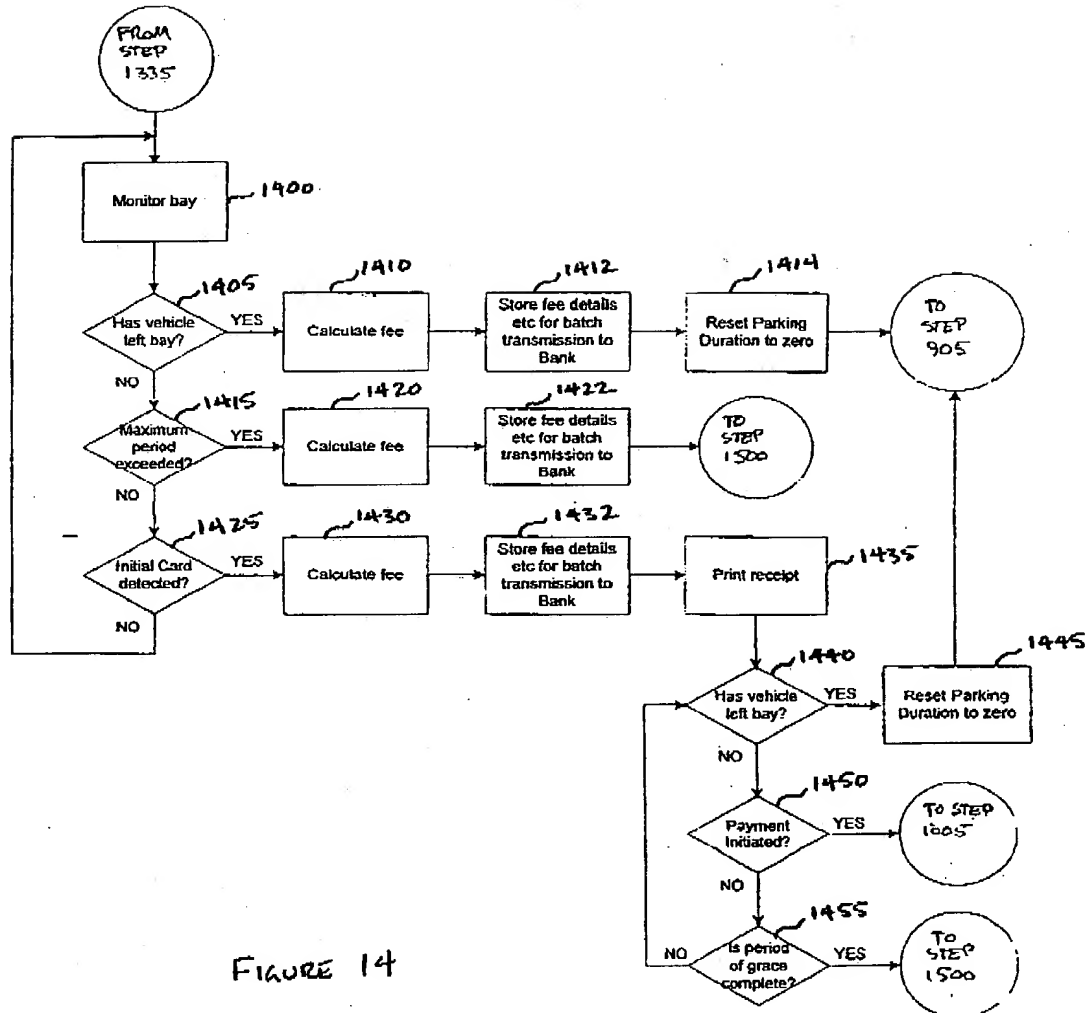 FROM
STEP
1335
Monitor bay
1400
1405
Has vehicle
left bay?
YES
NO
1410
Calculate fee
1412
Store fee details
etc for batch
transmission to
Bank
1414
Reset Parking
Duration to zero
TO
STEP
905
1415
Maximum
period
exceeded?
YES
NO
1420
Calculate fee
1422
Store fee details
etc for batch
transmission to
Bank
TO
STEP
1500
1425
Initial Card
detected?
YES
NO
1430
Calculate fee
1432
Store fee details
etc for batch
transmission to
Bank
1435
Print receipt
1440
Has vehicle
left bay?
YES
NO
1445
Reset Parking
Duration to zero
1450
Payment
Initiated?
YES
NO
TO STEP
1005
1455
Is period
of grace
complete?
NO
YES
TO
STEP
1500
FIGURE 14